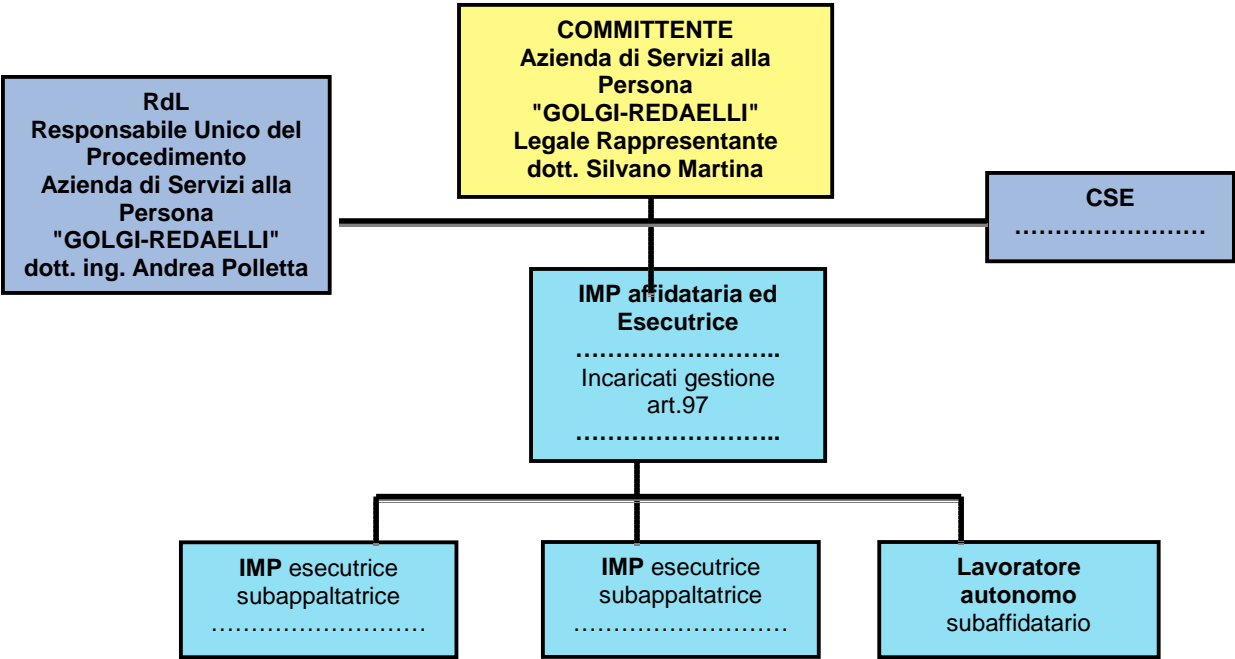 COMMITTENTE
Azienda di Servizi alla
Persona
"GOLGI-REDAELLI"
Legale Rappresentante
dott. Silvano Martina
RdL
Responsabile Unico del
Procedimento
Azienda di Servizi alla
Persona
"GOLGI-REDAELLI"
dott. ing. Andrea Polletta
CSE
……………………
IMP affidataria ed
Esecutrice
……………………..
Incaricati gestione
art.97
……………………..
IMP esecutrice
subappaltatrice
………………………
IMP esecutrice
subappaltatrice
………………………
Lavoratore
autonomo
subaffidatario